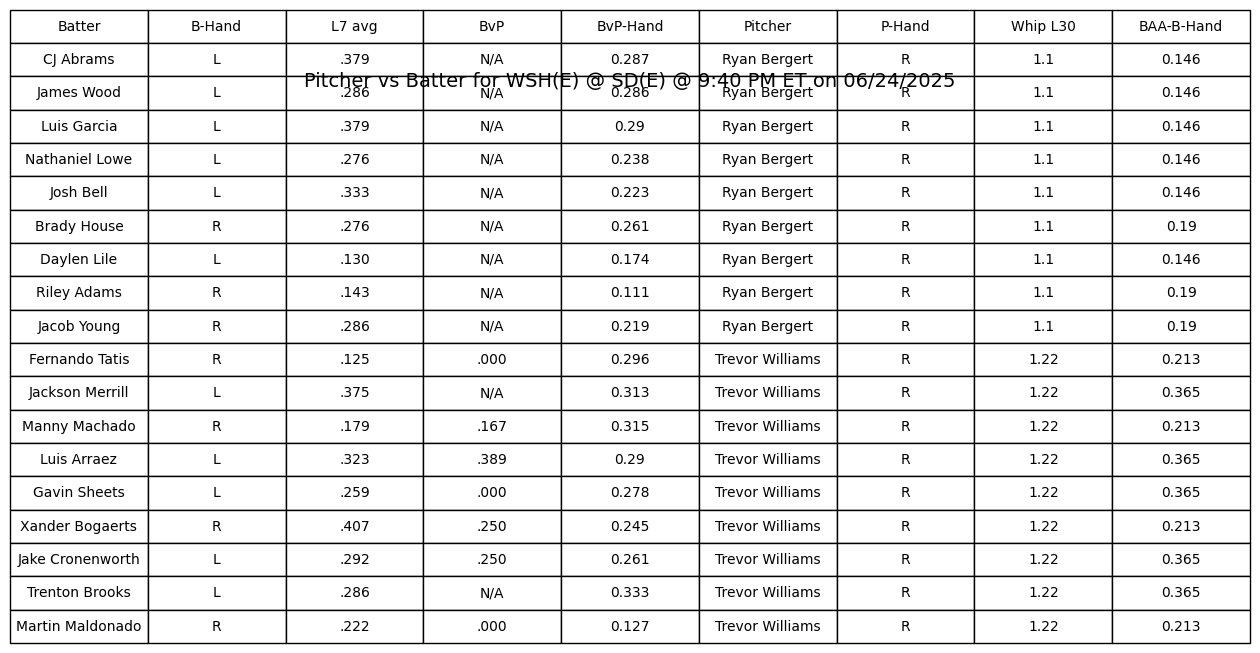 Batter B-Hand L7 avg BvP BvP-Hand Pitcher P-Hand Whip L30 BAA-B-Hand
CJ Abrams L .379 N/A 0.287 Ryan Bergert R 1.1 0.146
Pitcher vs Batter for WSH(E) @ SD(E) @ 9:40 PM ET on 06/24/2025
James Wood L .286 N/A 0.286 Ryan Bergert R 1.1 0.146
Luis Garcia L .379 N/A 0.29 Ryan Bergert R 1.1 0.146
Nathaniel Lowe L .276 N/A 0.238 Ryan Bergert R 1.1 0.146
Josh Bell L .333 N/A 0.223 Ryan Bergert R 1.1 0.146
Brady House R .276 N/A 0.261 Ryan Bergert R 1.1 0.19
Daylen Lile L .130 N/A 0.174 Ryan Bergert R 1.1 0.146
Riley Adams R .143 N/A 0.111 Ryan Bergert R 1.1 0.19
Jacob Young R .286 N/A 0.219 Ryan Bergert R 1.1 0.19
Fernando Tatis R .125 .000 0.296 Trevor Williams R 1.22 0.213
Jackson Merrill L .375 N/A 0.313 Trevor Williams R 1.22 0.365
Manny Machado R .179 .167 0.315 Trevor Williams R 1.22 0.213
Luis Arraez L .323 .389 0.29 Trevor Williams R 1.22 0.365
Gavin Sheets L .259 .000 0.278 Trevor Williams R 1.22 0.365
Xander Bogaerts R .407 .250 0.245 Trevor Williams R 1.22 0.213
Jake Cronenworth L .292 .250 0.261 Trevor Williams R 1.22 0.365
Trenton Brooks L .286 N/A 0.333 Trevor Williams R 1.22 0.365
Martin Maldonado R .222 .000 0.127 Trevor Williams R 1.22 0.213